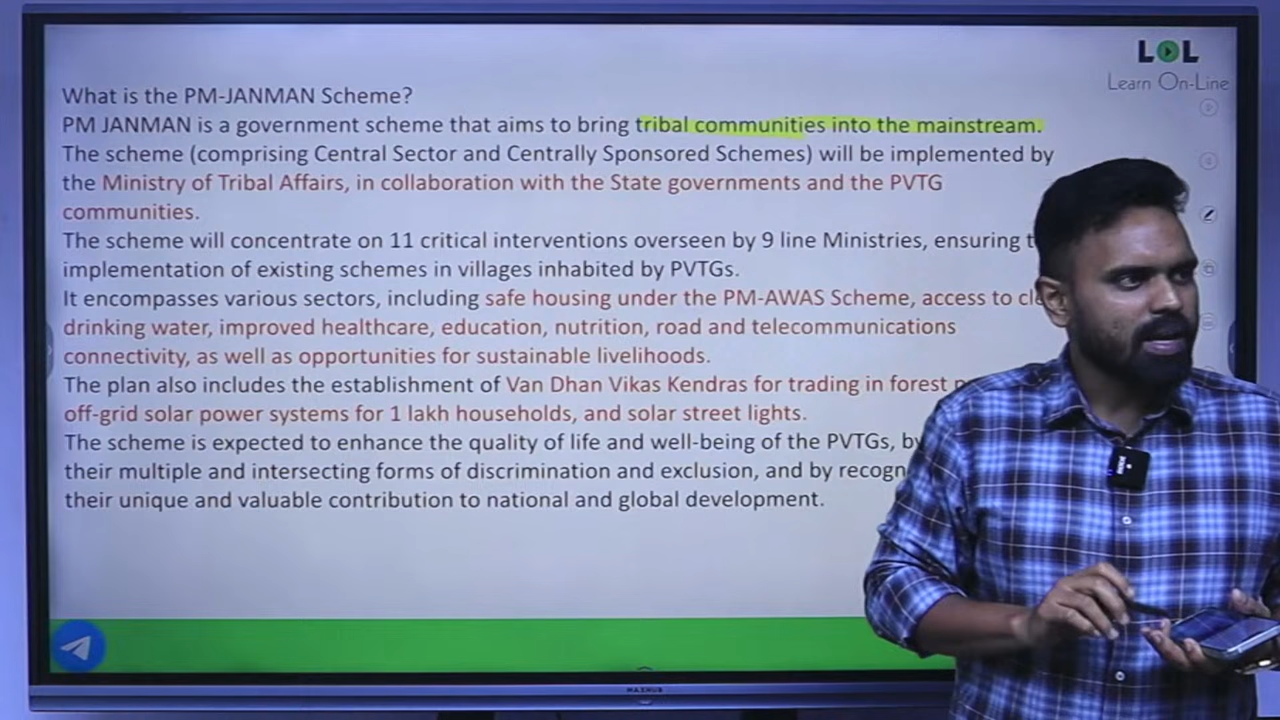 LOL
Learn On-Line
What is the PM-JANMAN Scheme?
PM JANMAN is a government scheme that aims to bring tribal communities into the mainstream.
The scheme (comprising Central Sector and Centrally Sponsored Schemes) will be implemented by
the Ministry of Tribal Affairs, in collaboration with the State governments and the PVTG
communities.
The scheme will concentrate on 11 critical interventions overseen by 9 line Ministries, ensuring
implementation of existing schemes in villages inhabited by PVTGs.
It encompasses various sectors, including safe housing under the PM-AWAS Scheme, access to
drinking water, improved healthcare, education, nutrition, road and telecommunications
connectivity, as well as opportunities for sustainable livelihoods.
The plan also includes the establishment of Van Dhan Vikas Kendras for trading in forest
off-grid solar power systems for 1 lakh households, and solar street lights.
The scheme is expected to enhance the quality of life and well-being of the PVTGs,
their multiple and intersecting forms of discrimination and exclusion, and by
their unique and valuable contribution to national and global development.
MAXHUB